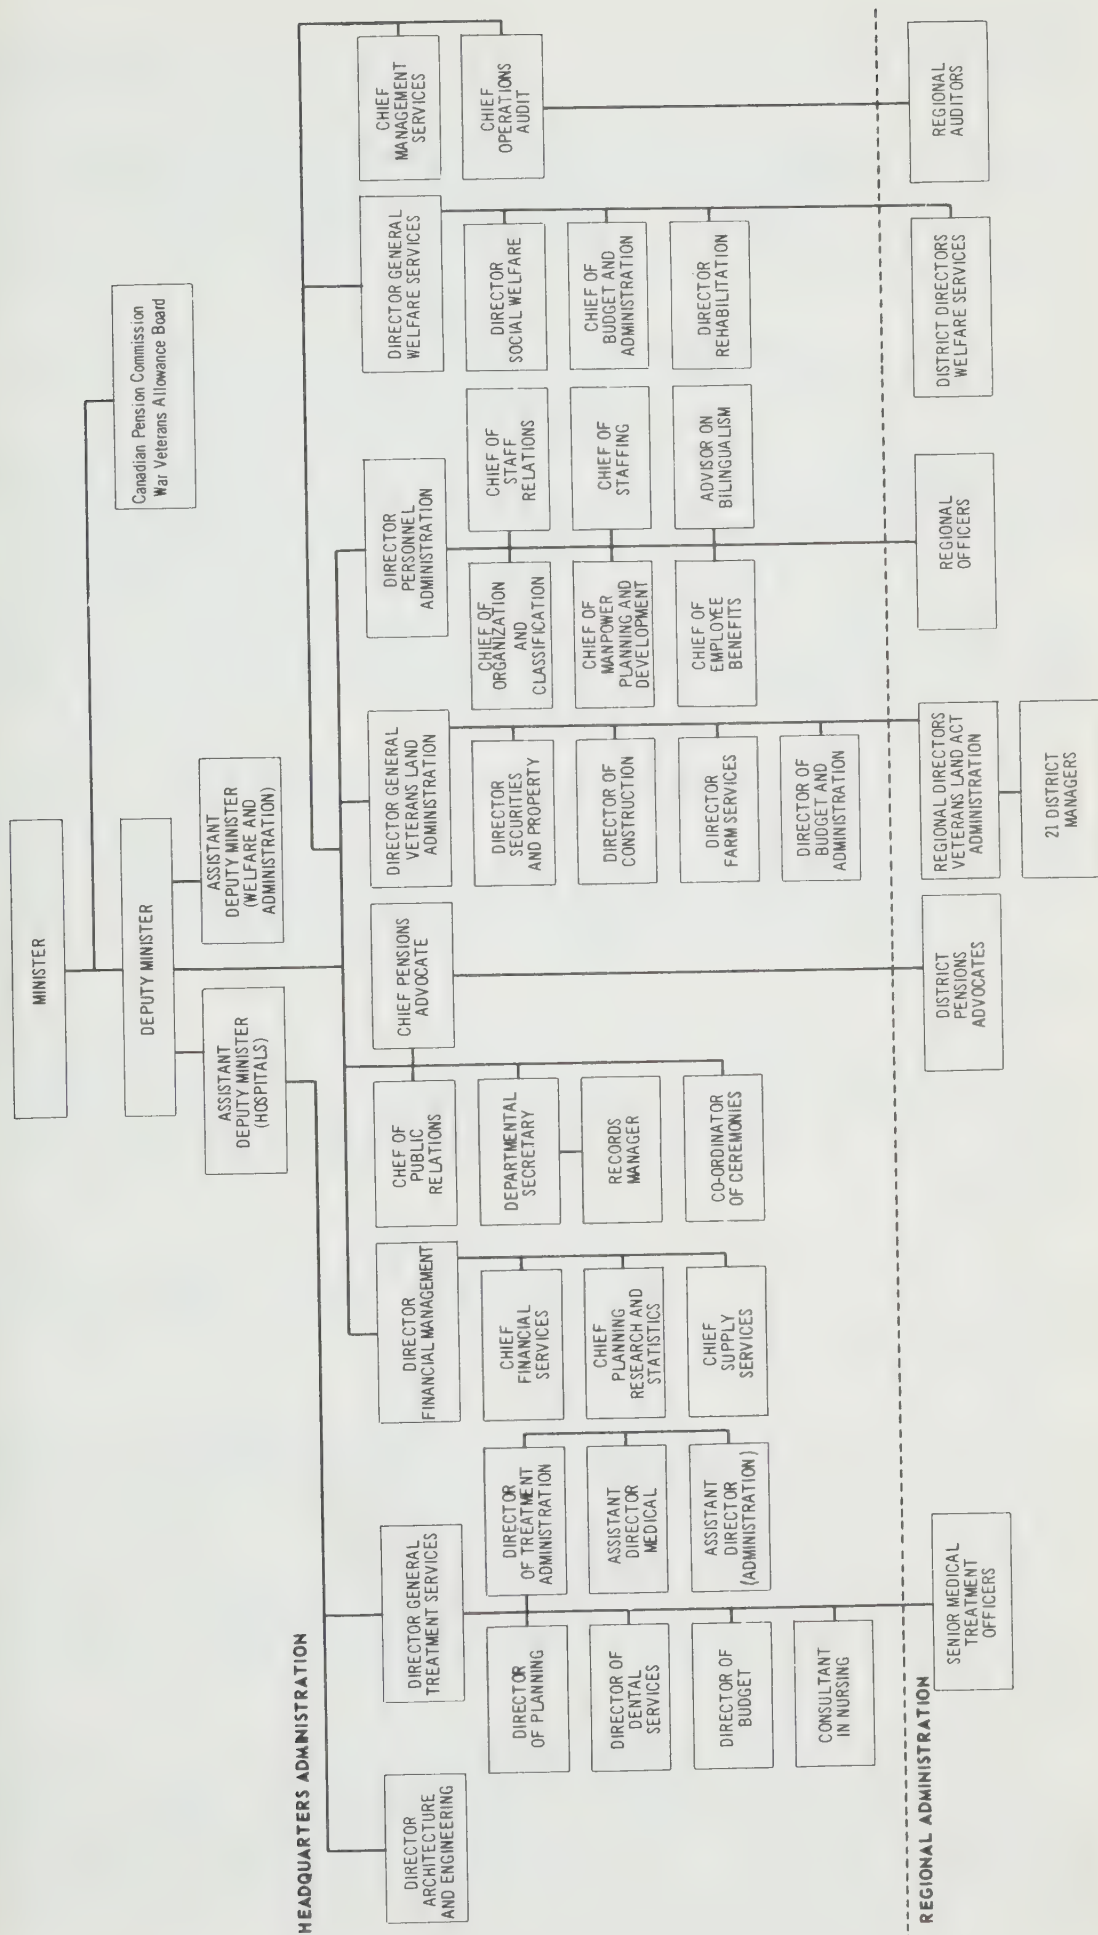 MINISTER
Canadian Pension Commission
War Veterans Allowance Board
DEPUTY MINISTER
ASSISTANT
DEPUTY MINISTER
(HOSPITALS)
ASSISTANT
DEPUTY MINISTER
(WELFARE AND
ADMINISTRATION)
HEADQUARTERS ADMINISTRATION
DIRECTOR
ARCHITECTURE
AND ENGINEERING
DIRECTOR GENERAL
TREATMENT SERVICES
DIRECTOR
OF PLANNING
DIRECTOR
OF TREATMENT
ADMINISTRATION
DIRECTOR OF
DENTAL
SERVICES
ASSISTANT
DIRECTOR
MEDICAL
DIRECTOR OF
BUDGET
ASSISTANT
DIRECTOR
(ADMINISTRATION)
CONSULTANT
IN NURSING
DIRECTOR
FINANCIAL MANAGEMENT
CHIEF
FINANCIAL
SERVICES
CHIEF
PLANNING
RESEARCH AND
STATISTICS
CHIEF
SUPPLY
SERVICES
CHEF OF
PUBLIC
RELATIONS
DEPARTMENTAL
SECRETARY
RECORDS
MANAGER
CO-ORDINATOR
OF CEREMONIES
CHIEF PENSIONS
ADVOCATE
DIRECTOR GENERAL
VETERANS LAND
ADMINISTRATION
DIRECTOR
SECURITIES
AND PROPERTY
DIRECTOR OF
CONSTRUCTION
DIRECTOR
FARM SERVICES
DIRECTOR OF
BUDGET AND
ADMINISTRATION
DIRECTOR
PERSONNEL
ADMINISTRATION
CHIEF OF
ORGANIZATION
AND
CLASSIFICATION
CHIEF OF
STAFF
RELATIONS
CHIEF OF
MANPOWER
PLANNING AND
DEVELOPMENT
CHIEF OF
STAFFING
CHIEF OF
EMPLOYEE
BENEFITS
ADVISOR ON
BILINGUALISM
DIRECTOR GENERAL
WELFARE SERVICES
DIRECTOR
SOCIAL WELFARE
CHIEF OF
BUDGET AND
ADMINISTRATION
DIRECTOR
REHABILITATION
CHIEF
MANAGEMENT
SERVICES
CHIEF
OPERATIONS
AUDIT
REGIONAL ADMINISTRATION
SENIOR MEDICAL
TREATMENT
OFFICERS
DISTRICT
PENSIONS
ADVOCATES
REGIONAL DIRECTORS
VETERANS LAND ACT
ADMINISTRATION
21 DISTRICT
MANAGERS
REGIONAL
OFFICERS
DISTRICT DIRECTORS
WELFARE SERVICES
REGIONAL
AUDITORS